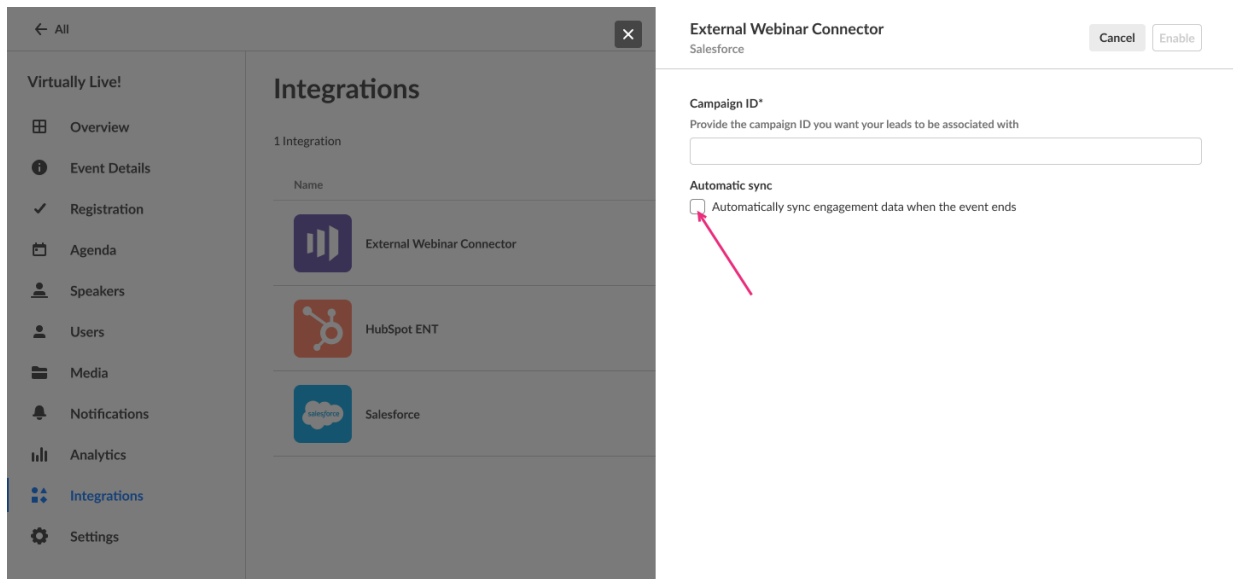 All
Virtually Live!
Overview
Event Details
Registration
Agenda
Speakers
Users
Media
Notifications
Analytics
Integrations
Settings
Integrations
1 Integration
Name
External Webinar Connector
HubSpot ENT
salesforce
Salesforce
External Webinar Connector
Salesforce
Cancel
Enable
Campaign ID*
Provide the campaign ID you want your leads to be associated with
Automatic sync
Automatically sync engagement data when the event ends